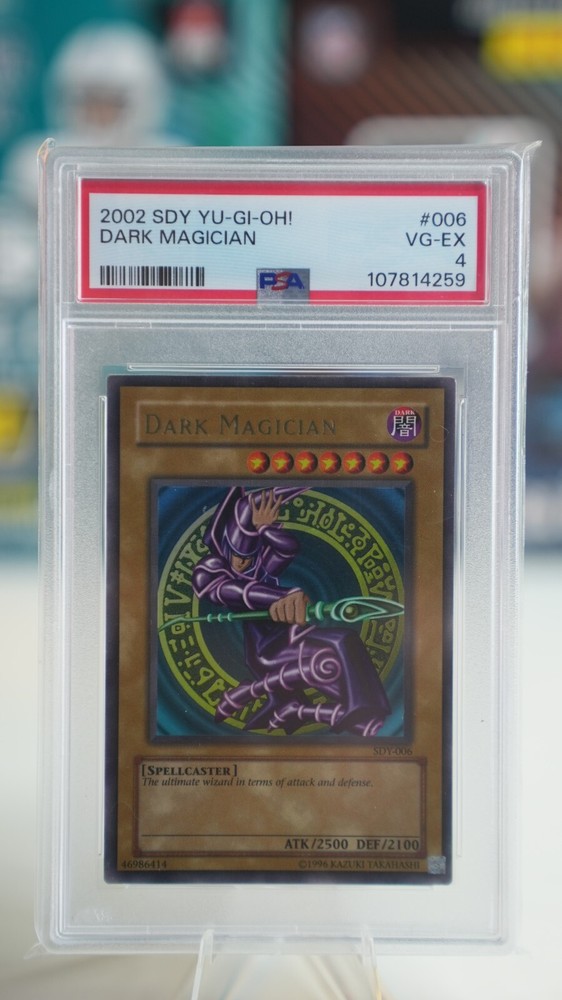 2002 SDY YU-GI-OH! #006
DARK MAGICIAN VG-EX
4
PSA 107814259
DARK MAGICIAN
DARK
闇
SDY-006
[SPELLCASTER]
The ultimate wizard in terms of attack and defense.
ATK/2500 DEF/2100
46986414 ©1996 KAZUKI TAKAHASHI